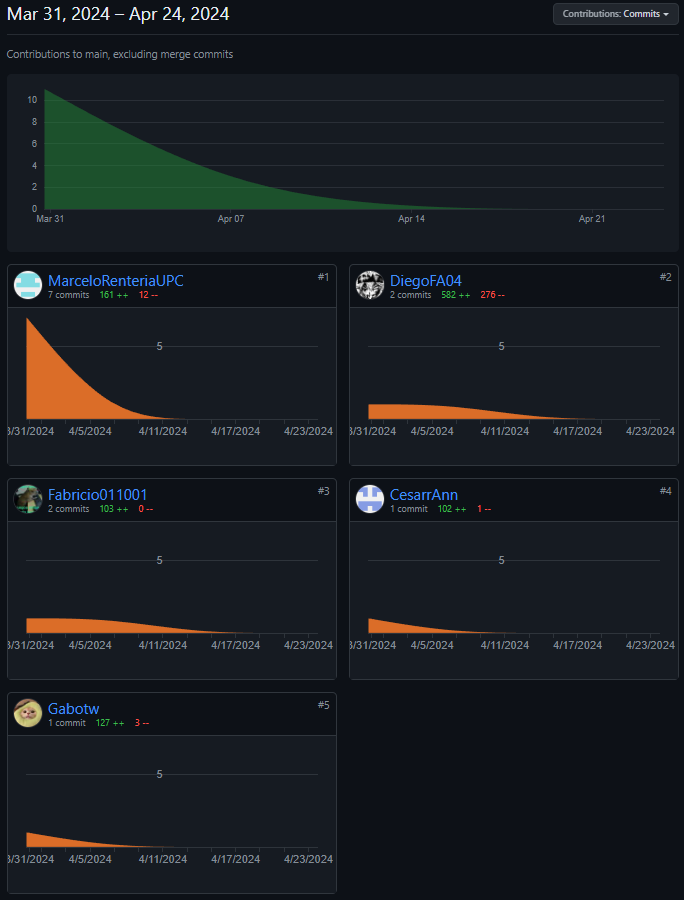 Mar 31, 2024 – Apr 24, 2024
Contributions: Commits
Contributions to main, excluding merge commits
10
8
6
4
2
0
Mar 31 Apr 07 Apr 14 Apr 21
MarceloRenteriaUPC #1
7 commits 161 ++ 12 --
5
3/31/2024 4/5/2024 4/11/2024 4/17/2024 4/23/2024
DiegoFA04 #2
2 commits 582 ++ 276 --
5
3/31/2024 4/5/2024 4/11/2024 4/17/2024 4/23/2024
Fabricio011001 #3
2 commits 103 ++ 0 --
5
3/31/2024 4/5/2024 4/11/2024 4/17/2024 4/23/2024
CesarrAnn #4
1 commit 102 ++ 1 --
5
3/31/2024 4/5/2024 4/11/2024 4/17/2024 4/23/2024
Gabotw #5
1 commit 127 ++ 3 --
5
3/31/2024 4/5/2024 4/11/2024 4/17/2024 4/23/2024